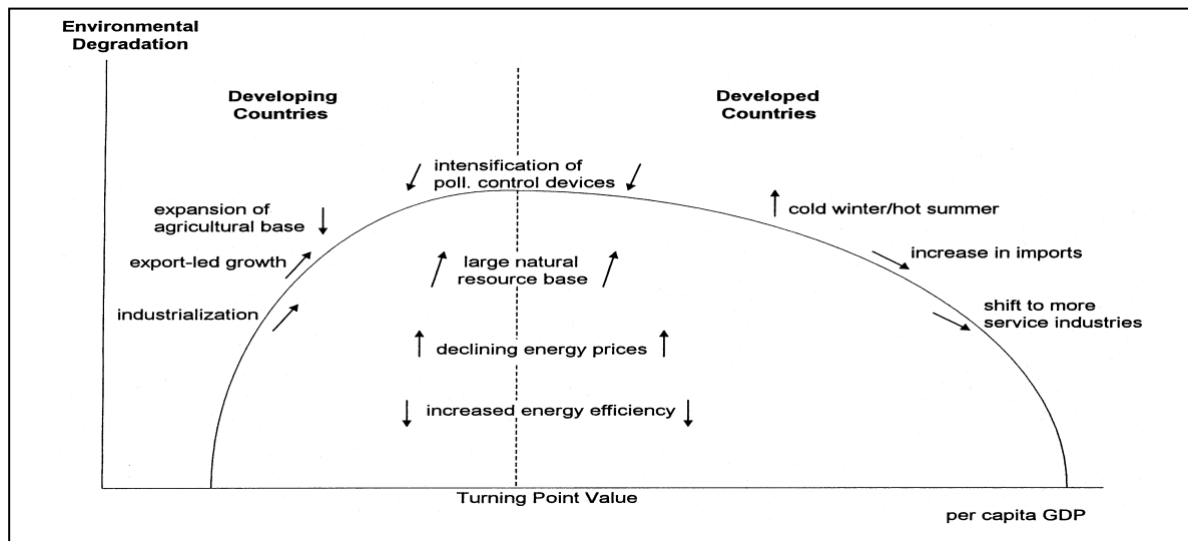 Environmental
Degradation
Developing
Countries
Developed
Countries
intensification of
poll. control devices
expansion of
agricultural base
cold winter/hot summer
export-led growth
large natural
resource base
increase in imports
industrialization
shift to more
service industries
declining energy prices
increased energy efficiency
Turning Point Value
per capita GDP